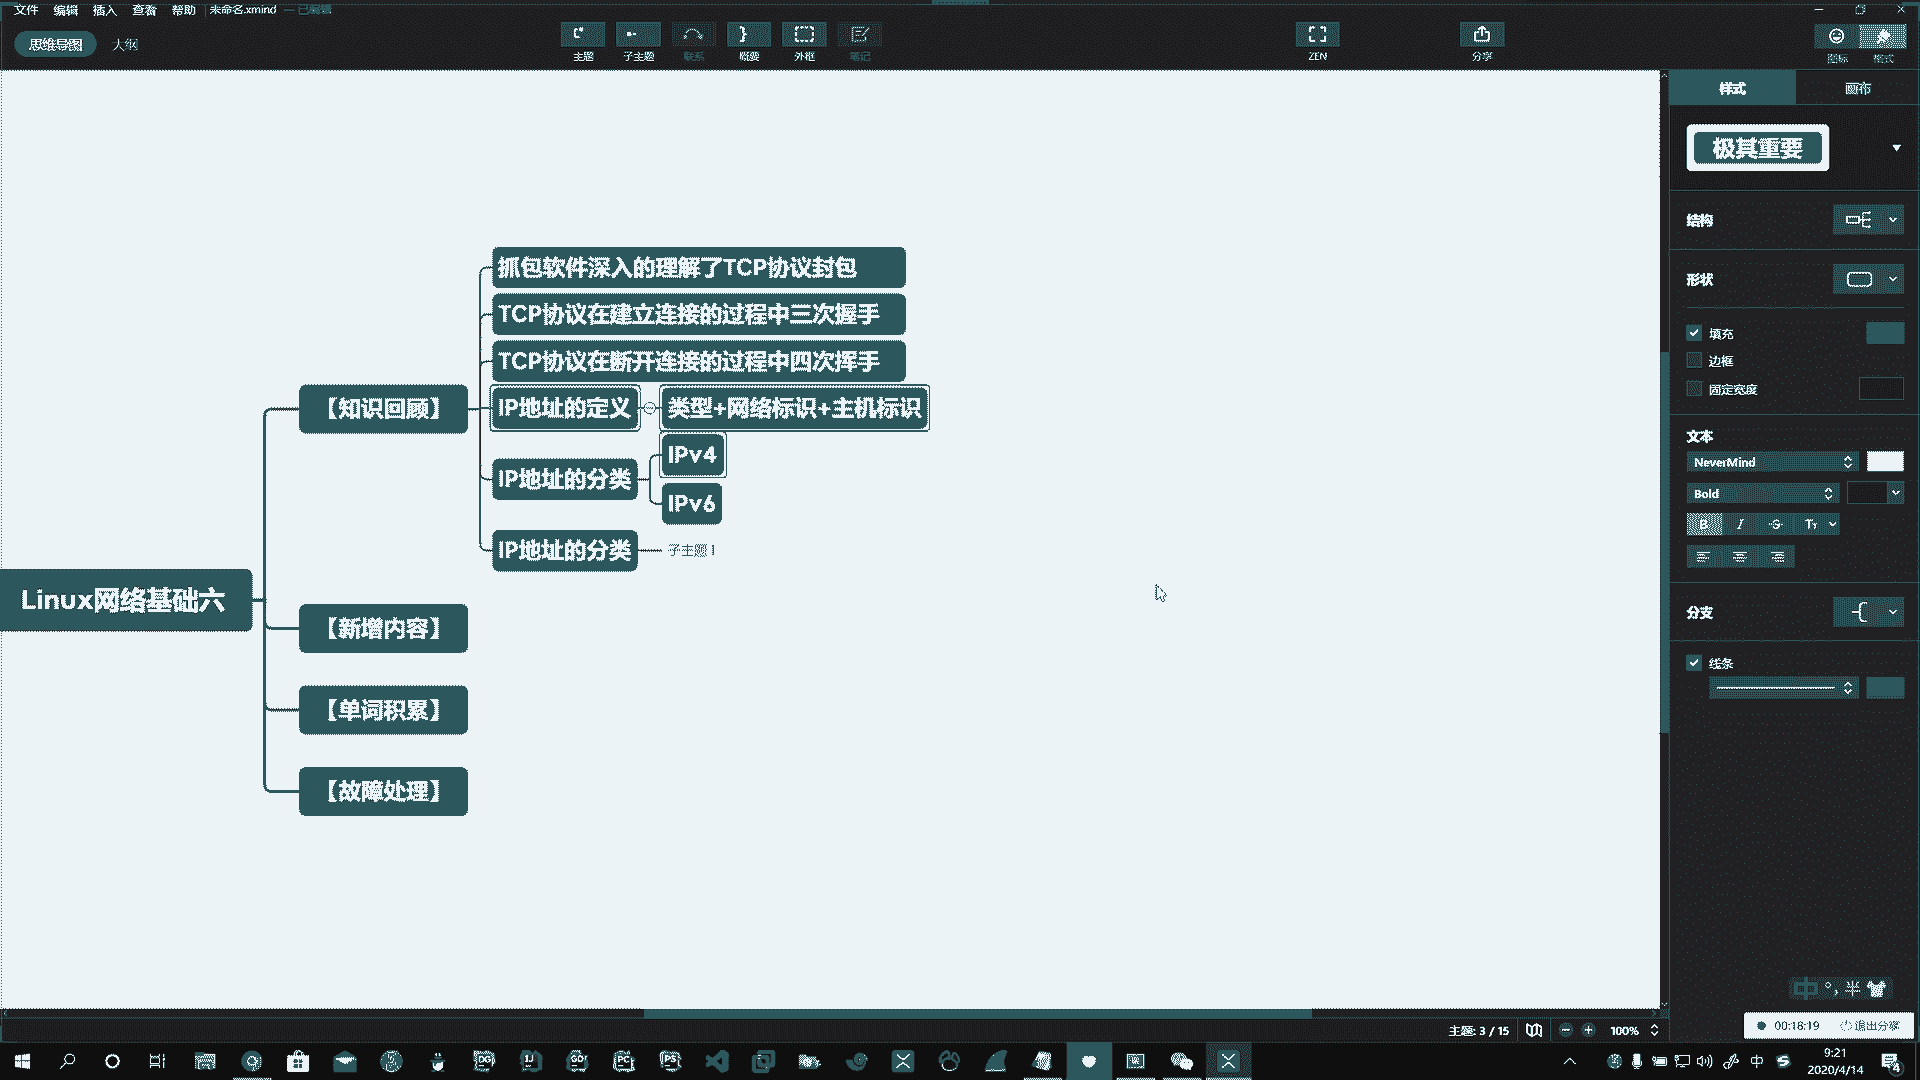 文件 编辑 插入 查看 帮助 未命名.xmind — 已编辑
思维导图 大纲
主题 子主题 联系 概要 外框 笔记 ZEN 分享 图标 格式
样式 画布
极其重要
结构
形状
填充
边框
固定宽度
文本
NeverMind
Bold
B I S Tт
分支
线条
抓包软件深入的理解了TCP协议封包
TCP协议在建立连接的过程中三次握手
TCP协议在断开连接的过程中四次挥手
【知识回顾】
IP地址的定义 类型+网络标识+主机标识
IPv4
IP地址的分类
IPv6
IP地址的分类 子主题 1
Linux网络基础六
【新增内容】
【单词积累】
【故障处理】
中 °, 半
主题: 3 / 15 100%
00:18:19 退出分享
DG IJ GO PC PS
中
9:21
2020/4/14
4